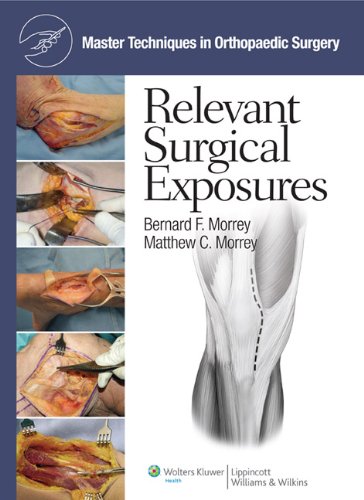 Master Techniques in Orthopaedic Surgery
Relevant
Surgical
Exposures
Bernard F. Morrey
Matthew C. Morrey
Wolters Kluwer
Health
Lippincott
Williams & Wilkins